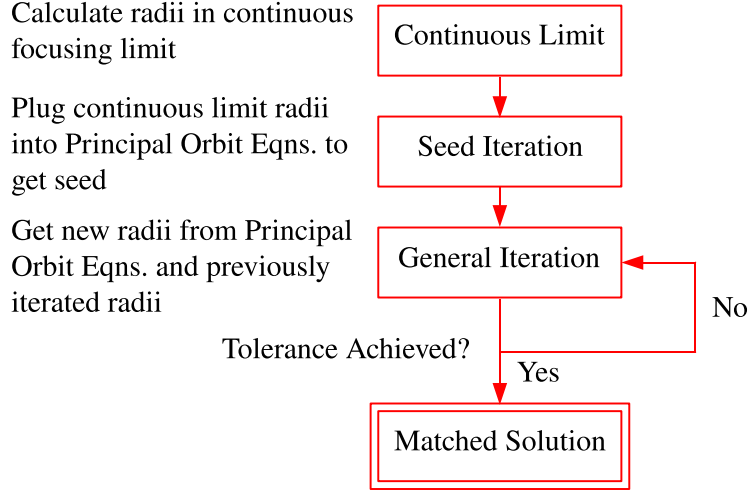 Calculate radii in continuous
focusing limit
Continuous Limit
Plug continuous limit radii
into Principal Orbit Eqns. to
get seed
Seed Iteration
Get new radii from Principal
Orbit Eqns. and previously
iterated radii
General Iteration
No
Tolerance Achieved?
Yes
Matched Solution